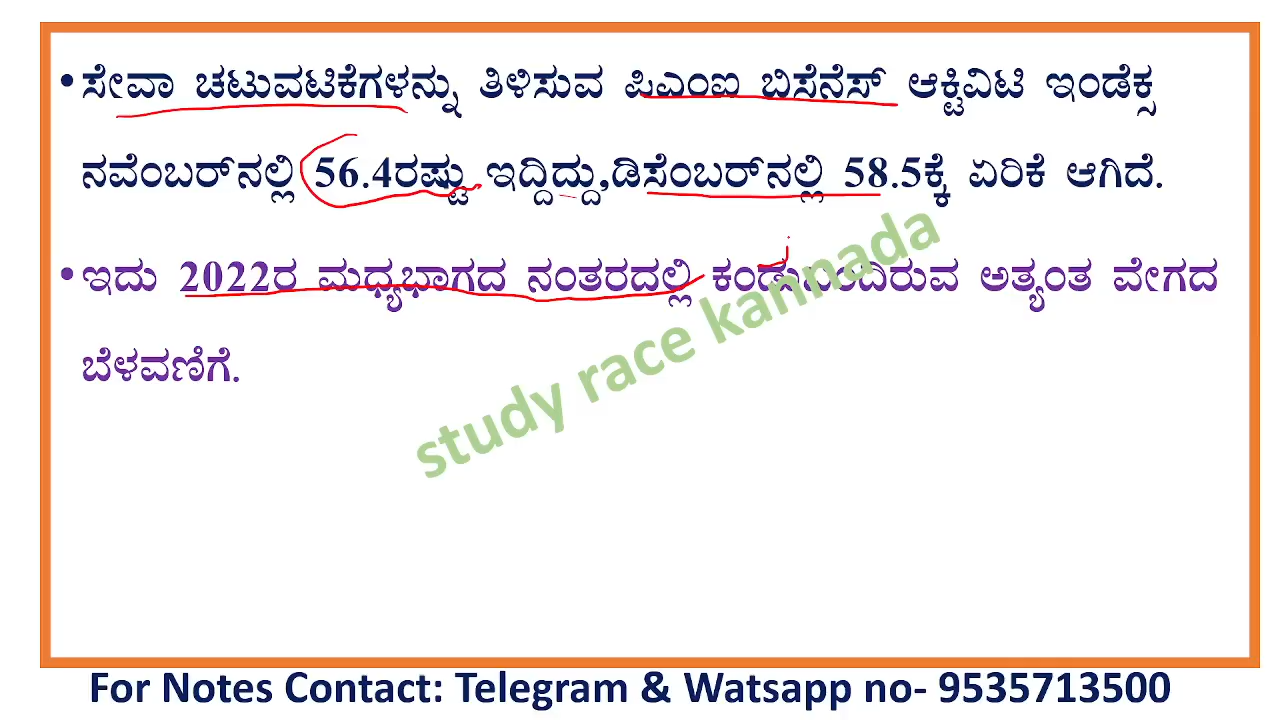 •ಸೇವಾ ಚಟುವಟಿಕೆಗಳನ್ನು ತಿಳಿಸುವ ಪಿಎಂಐ ಬಿಸೆನೆಸ್ ಆಕ್ಟಿವಿಟಿ ಇಂಡೆಕ್ಸ
ನವೆಂಬರ್‌ನಲ್ಲಿ 56.4ರಷ್ಟು ಇದ್ದಿದ್ದು,ಡಿಸೆಂಬರ್‌ನಲ್ಲಿ 58.5ಕ್ಕೆ ಏರಿಕೆ ಆಗಿದೆ.
•ಇದು 2022ರ ಮಧ್ಯಭಾಗದ ನಂತರದಲ್ಲಿ ಕಂಡುಬಂದಿರುವ ಅತ್ಯಂತ ವೇಗದ
ಬೆಳವಣಿಗೆ.
study race kannada
For Notes Contact: Telegram & Watsapp no- 9535713500